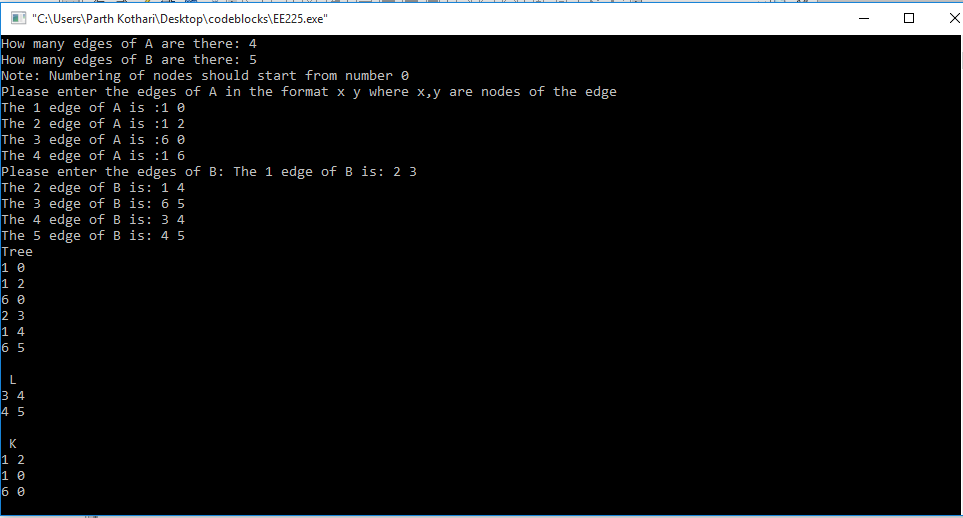 "C:\Users\Parth Kothari\Desktop\codeblocks\EE225.exe"
How many edges of A are there: 4
How many edges of B are there: 5
Note: Numbering of nodes should start from number 0
Please enter the edges of A in the format x y where x,y are nodes of the edge
The 1 edge of A is :1 0
The 2 edge of A is :1 2
The 3 edge of A is :6 0
The 4 edge of A is :1 6
Please enter the edges of B: The 1 edge of B is: 2 3
The 2 edge of B is: 1 4
The 3 edge of B is: 6 5
The 4 edge of B is: 3 4
The 5 edge of B is: 4 5
Tree
1 0
1 2
6 0
2 3
1 4
6 5
L
3 4
4 5
K
1 2
1 0
6 0